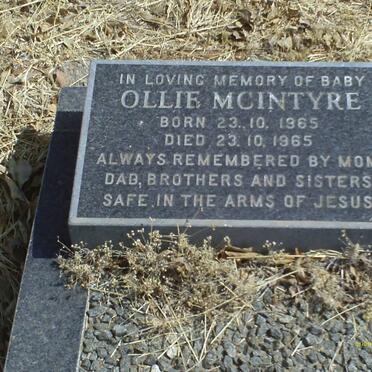 IN LOVING MEMORY OF BABY
OLLIE MCINTYRE
BORN 23.10.1965
DIED 23.10.1965
ALWAYS REMEMBERED BY MOM
DAD, BROTHERS AND SISTERS
SAFE IN THE ARMS OF JESUS